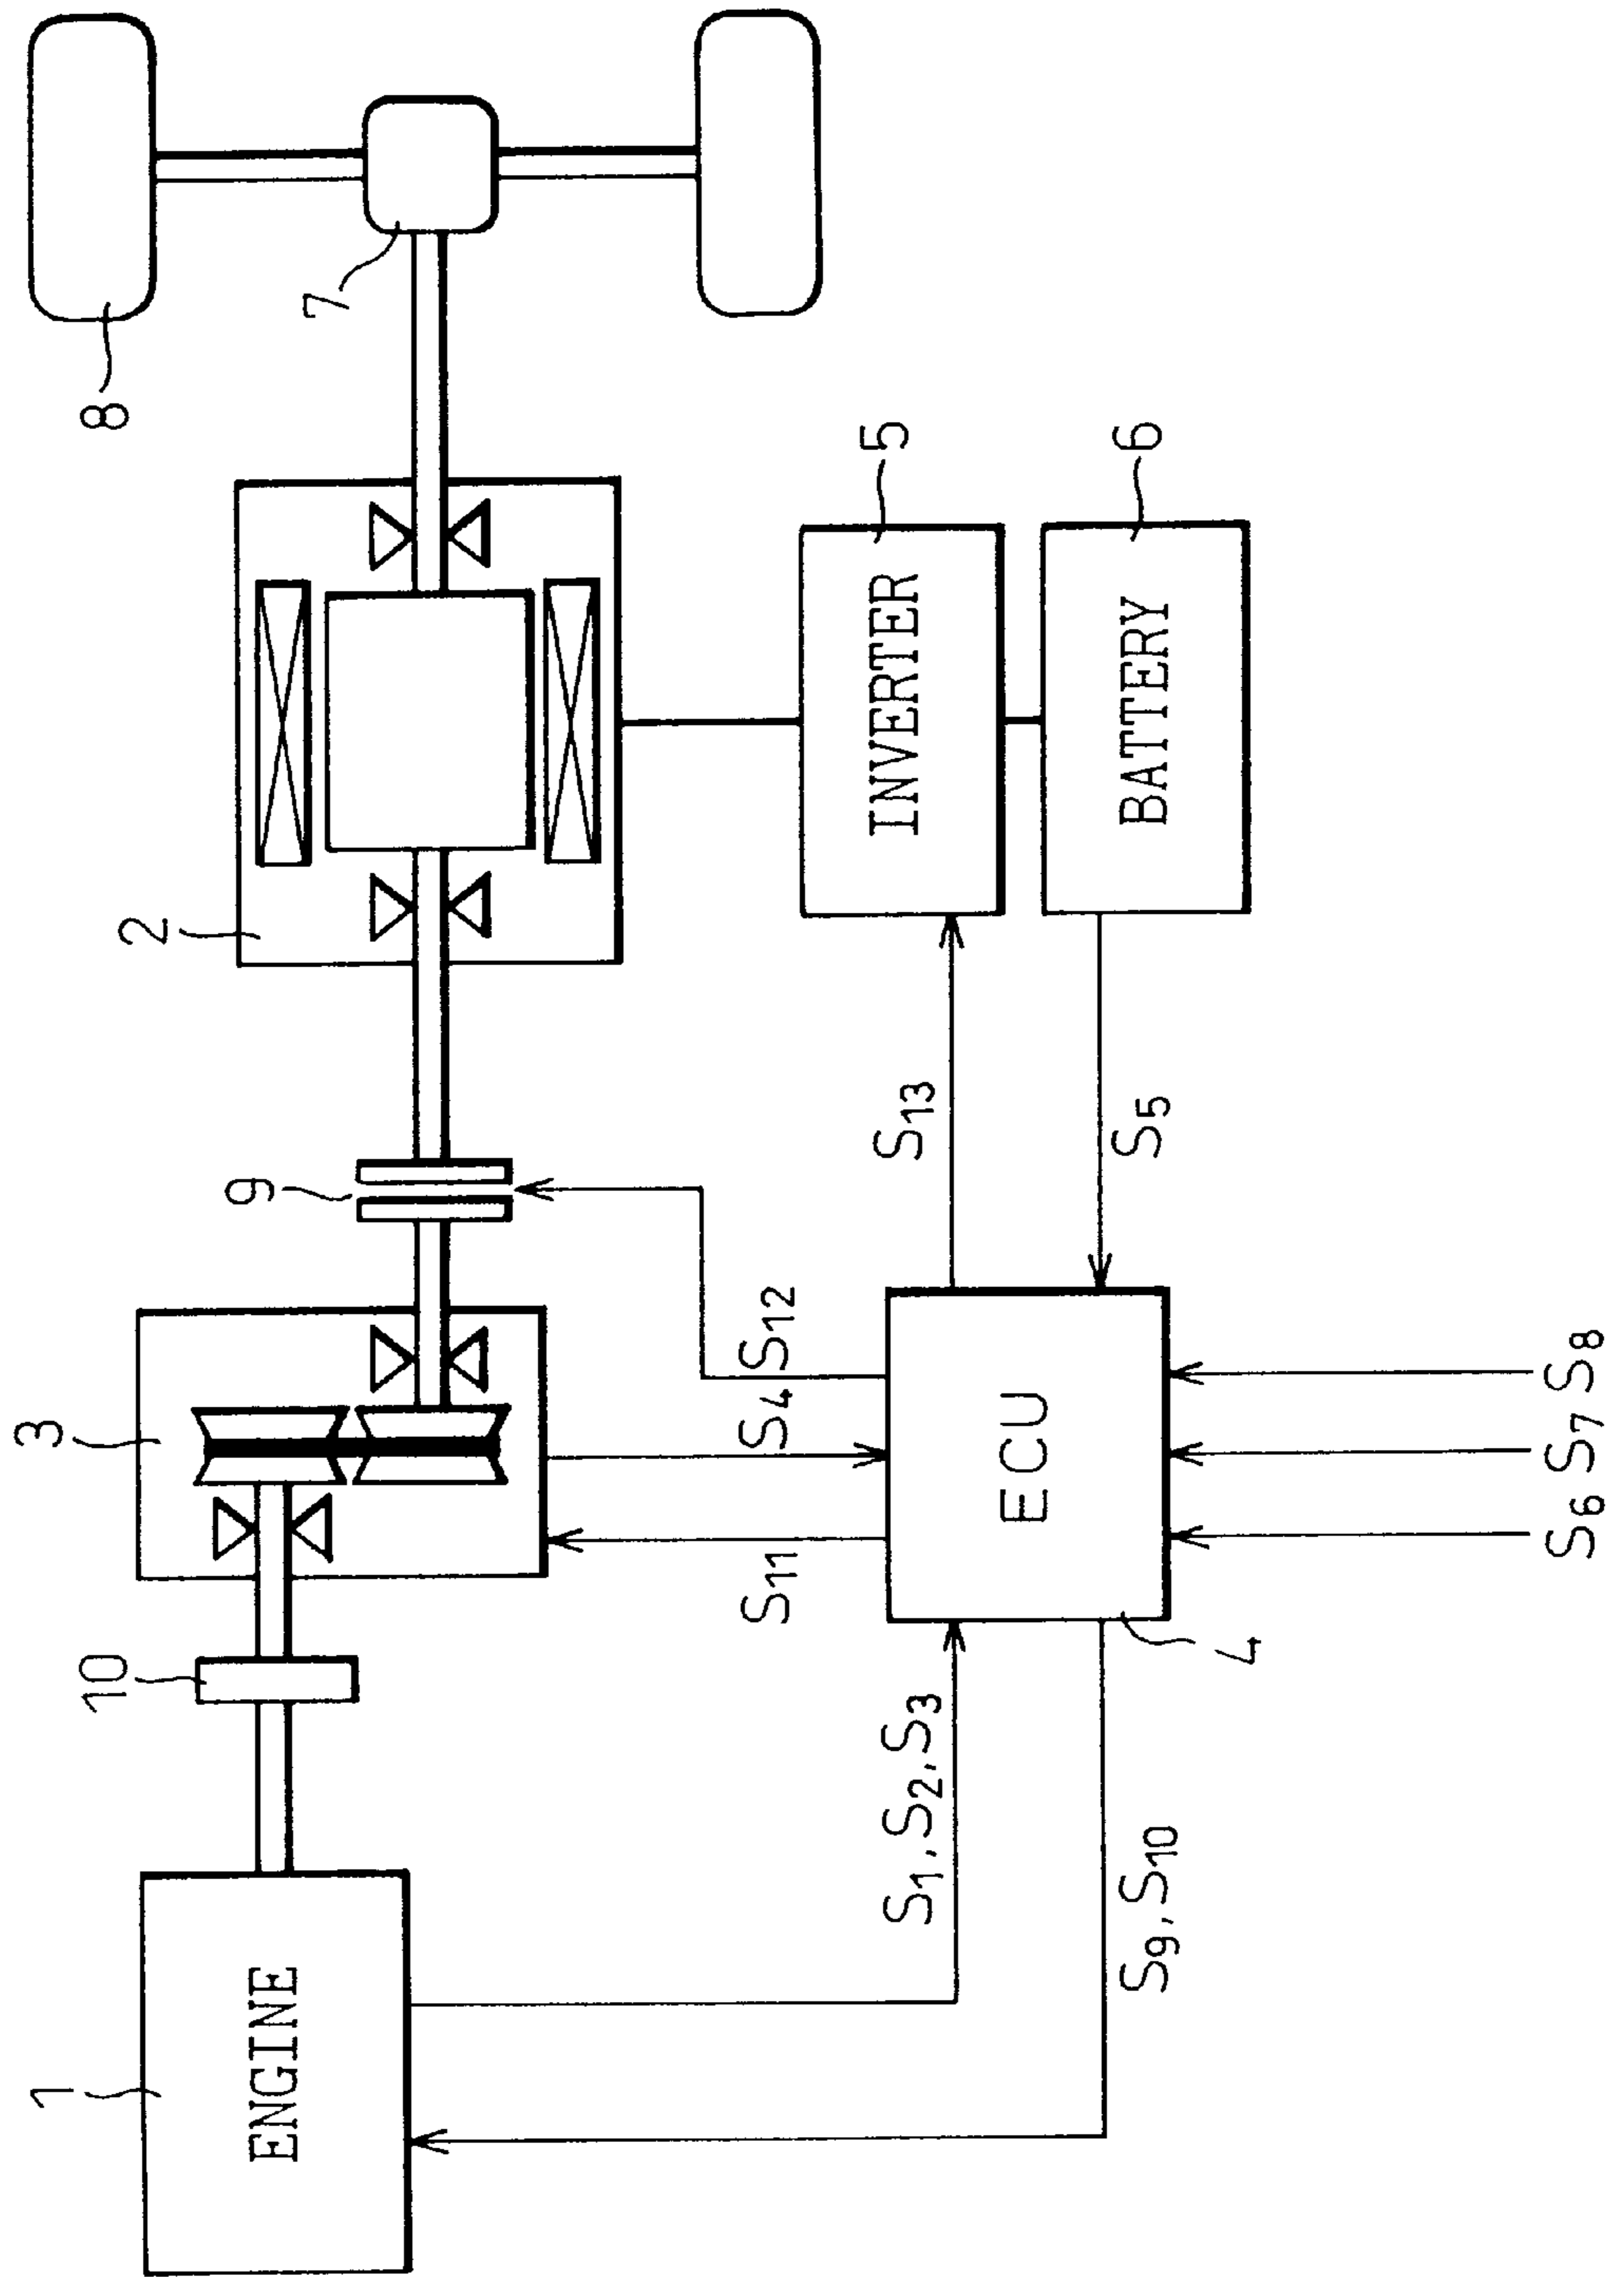 1
ENGINE
10
3
9
2
7
8
S11
S4
S12
S1, S2, S3
S13
INVERTER
5
ECU
4
S9, S10
S5
BATTERY
6
S6
S7
S8